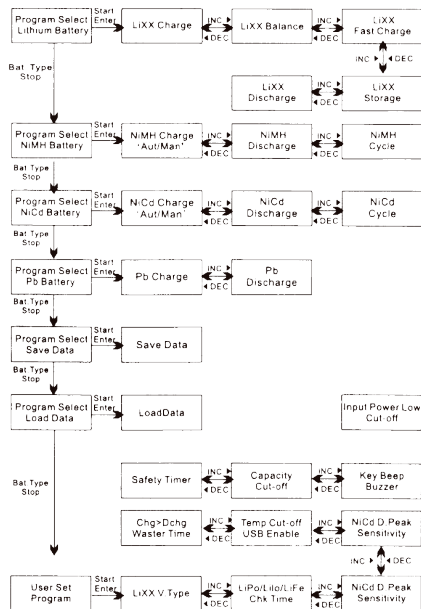 Program Select Start LiXX Charge INC ▶ LiXX Balance INC ▶ LiXX
Lithium Battery Enter ◀ DEC ◀ DEC Fast Charge
Bat Type
Stop
INC ▶ ◀ DEC
LiXX INC ▶ LiXX
Discharge ◀ DEC Storage
Program Select Start NiMH Charge INC ▶ NiMH INC ▶ NiMH
NiMH Battery Enter 'Aut/Man' ◀ DEC Discharge ◀ DEC Cycle
Bat Type
Stop
Program Select Start NiCd Charge INC ▶ NiCd INC ▶ NiCd
NiCd Battery Enter 'Aut/Man' ◀ DEC Discharge ◀ DEC Cycle
Bat Type
Stop
Program Select Start Pb Charge INC ▶ Pb
Pb Battery Enter ◀ DEC Discharge
Bat Type
Stop
Program Select Start Save Data
Save Data Enter
Bat Type
Stop
Program Select Start LoadData Input Power Low
Load Data Enter Cut-off
Bat Type
Stop
Safety Timer INC ▶ Capacity INC ▶ Key Beep
◀ DEC Cut-off ◀ DEC Buzzer
Chg>Dchg INC ▶ Temp Cut-off INC ▶ NiCd D.Peak
Waster Time ◀ DEC USB Enable ◀ DEC Sensitivity
INC ▶ ◀ DEC
User Set Start LiXX V.Type INC ▶ LiPo/LiIo/LiFe INC ▶ NiCd D.Peak
Program Enter ◀ DEC Chk Time ◀ DEC Sensitivity